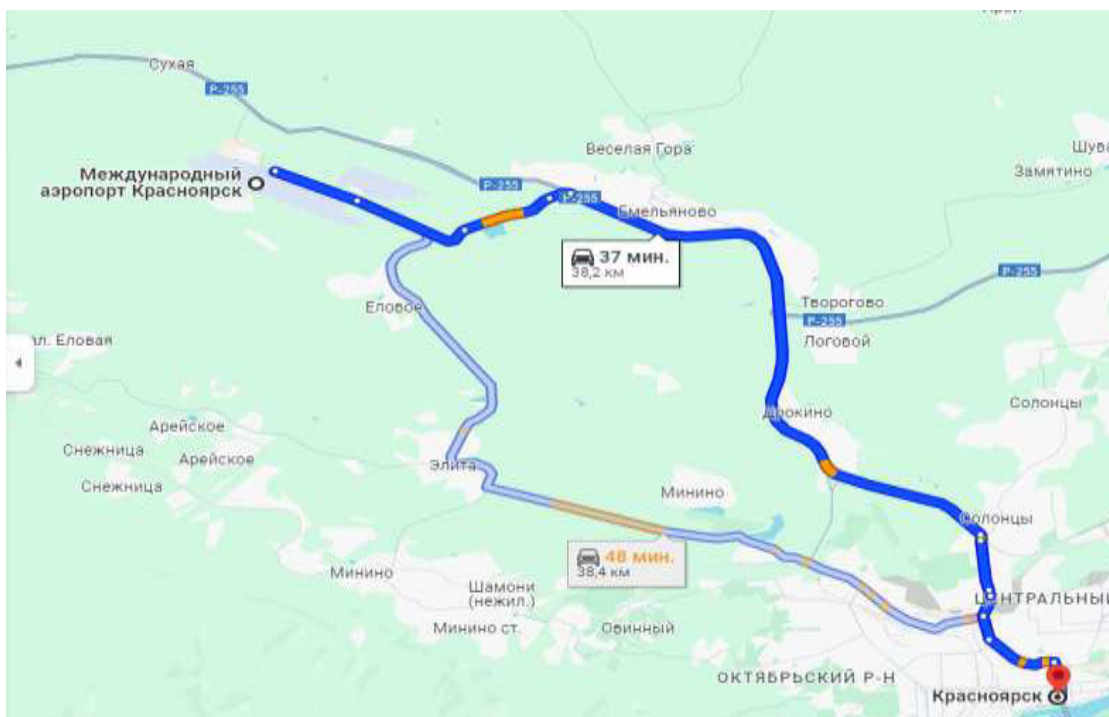 Сухая
Р-255
Веселая Гора
Международный
аэропорт Красноярск
Р-255
Р-255
Замятино
Емельяново
37 мин.
38,2 км
Еловое
Творогово
Р-255
Р-255
Логовой
Еловая
Дрокино
Солонцы
Арейское
Снежница
Арейское
Элита
Снежница
Минино
Солонцы
48 мин.
38,4 км
Минино
Шамони
(нежил.)
ЦЕНТРАЛЬНЫЙ
Минино ст.
Овинный
ОКТЯБРЬСКИЙ Р-Н
Красноярск